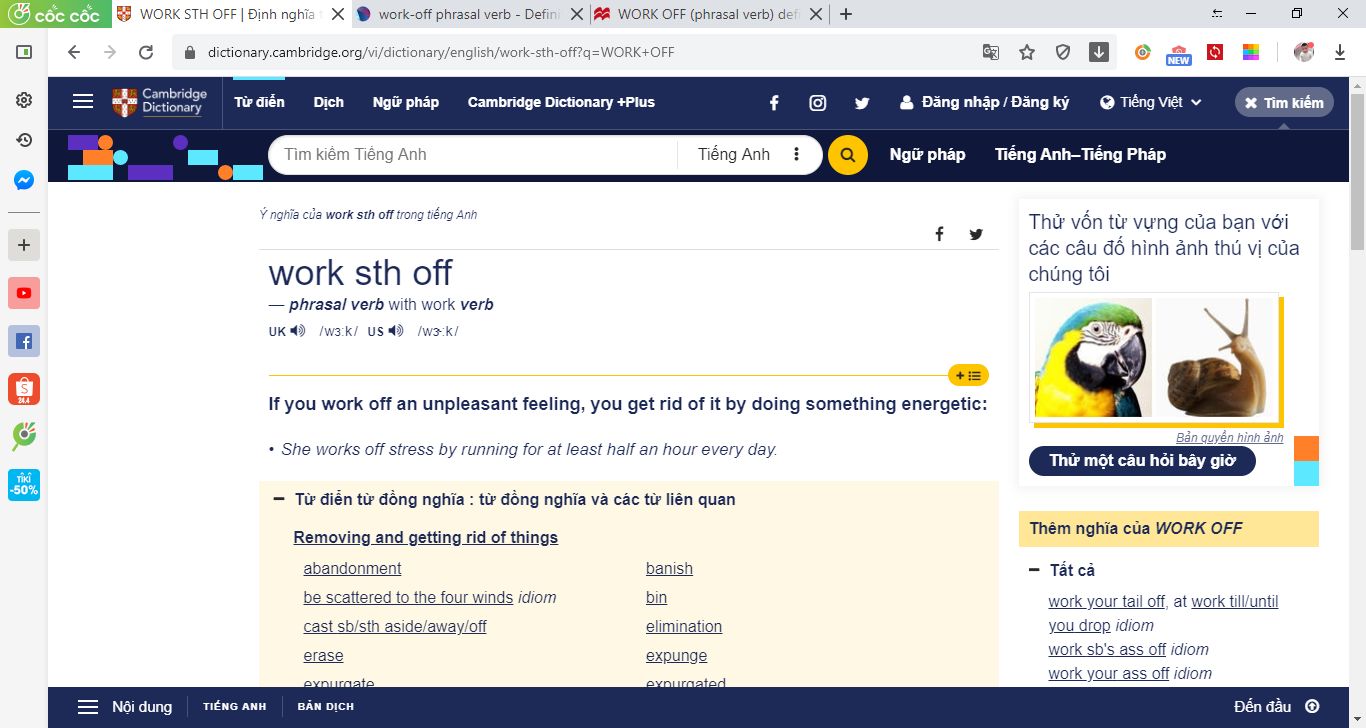 cốc cốc
WORK STH OFF | Định nghĩa
work-off phrasal verb - Defini
WORK OFF (phrasal verb) defi
dictionary.cambridge.org/vi/dictionary/english/work-sth-off?q=WORK+OFF
NEW
Cambridge
Dictionary
Từ điển Dịch Ngữ pháp Cambridge Dictionary +Plus
Đăng nhập / Đăng ký
Tiếng Việt
Tìm kiếm
Tìm kiếm Tiếng Anh
Tiếng Anh
Ngữ pháp Tiếng Anh–Tiếng Pháp
Ý nghĩa của work sth off trong tiếng Anh
work sth off
— phrasal verb with work verb
UK /wɜːk/ US /wɝːk/
If you work off an unpleasant feeling, you get rid of it by doing something energetic:
• She works off stress by running for at least half an hour every day.
Từ điển từ đồng nghĩa : từ đồng nghĩa và các từ liên quan
Removing and getting rid of things
abandonment
banish
be scattered to the four winds idiom
bin
cast sb/sth aside/away/off
elimination
erase
expunge
expurgate
expurgated
Thử vốn từ vựng của bạn với
các câu đố hình ảnh thú vị của
chúng tôi
Bản quyền hình ảnh
Thử một câu hỏi bây giờ
Thêm nghĩa của WORK OFF
Tất cả
work your tail off, at work till/until
you drop idiom
work sb's ass off idiom
work your ass off idiom
S
24.4
TIKI
-50%
Nội dung
TIẾNG ANH
BẢN DỊCH
Đến đầu